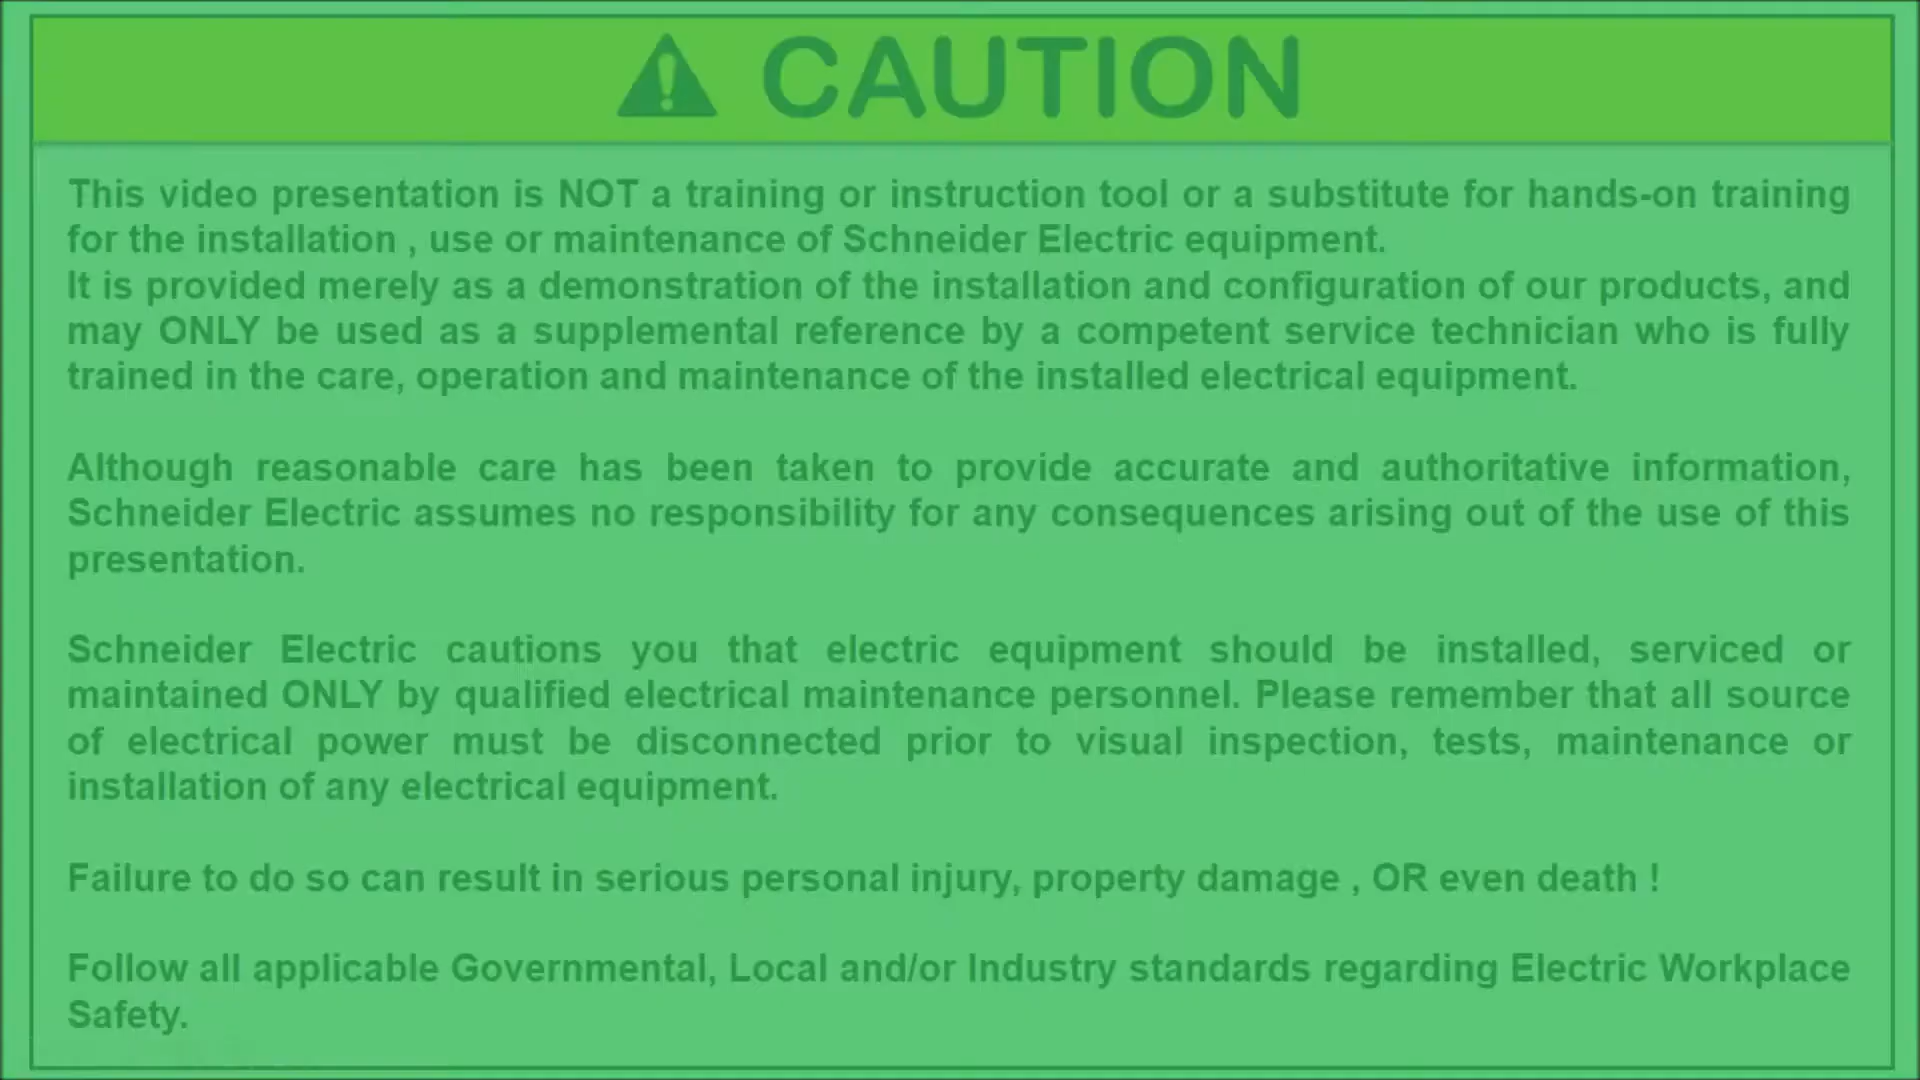 CAUTION
This video presentation is NOT a training or instruction tool or a substitute for hands-on training
for the installation , use or maintenance of Schneider Electric equipment.
It is provided merely as a demonstration of the installation and configuration of our products, and
may ONLY be used as a supplemental reference by a competent service technician who is fully
trained in the care, operation and maintenance of the installed electrical equipment.
Although reasonable care has been taken to provide accurate and authoritative information,
Schneider Electric assumes no responsibility for any consequences arising out of the use of this
presentation.
Schneider Electric cautions you that electric equipment should be installed, serviced or
maintained ONLY by qualified electrical maintenance personnel. Please remember that all source
of electrical power must be disconnected prior to visual inspection, tests, maintenance or
installation of any electrical equipment.
Failure to do so can result in serious personal injury, property damage , OR even death !
Follow all applicable Governmental, Local and/or Industry standards regarding Electric Workplace
Safety.